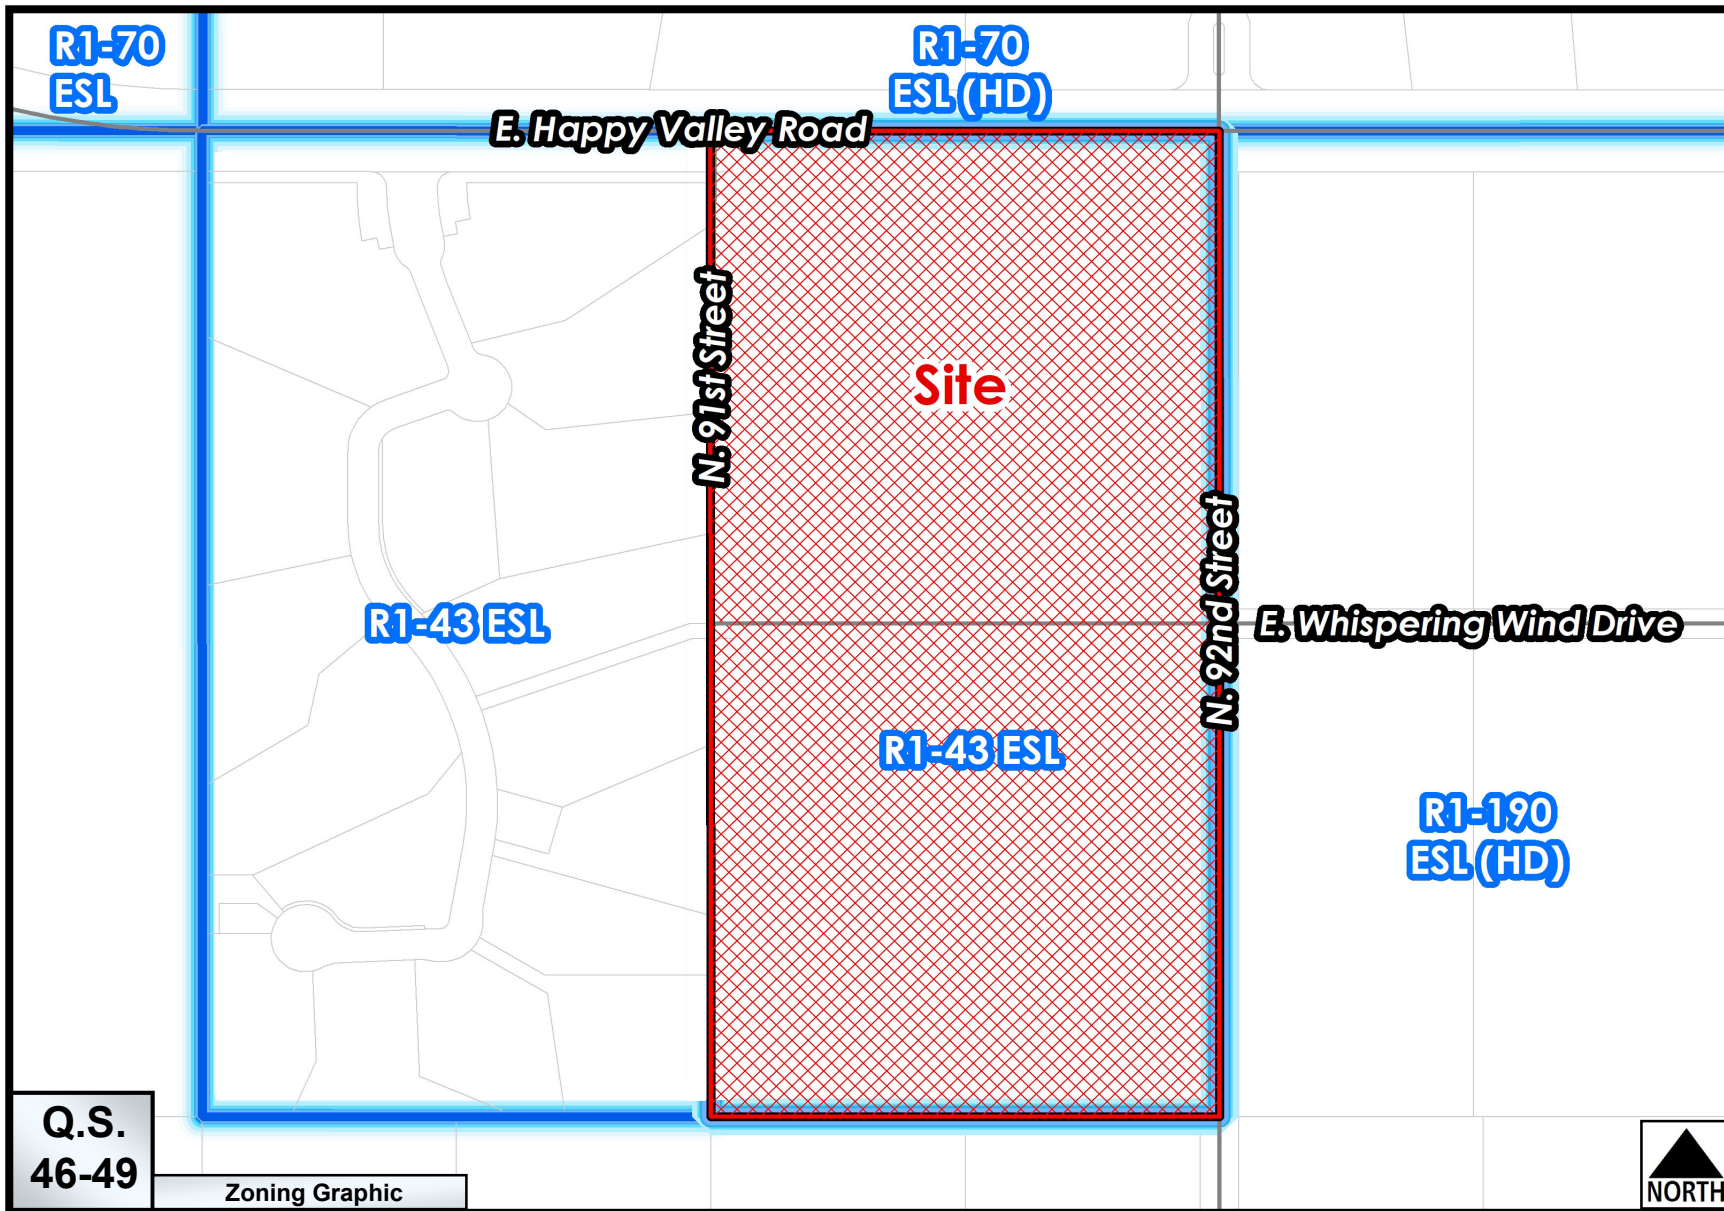 R1-70
ESL
R1-70
ESL (HD)
E. Happy Valley Road
N. 91st Street
Site
N. 92nd Street
R1-43 ESL
E. Whispering Wind Drive
R1-43 ESL
R1-190
ESL (HD)
Q.S.
46-49
Zoning Graphic
NORTH